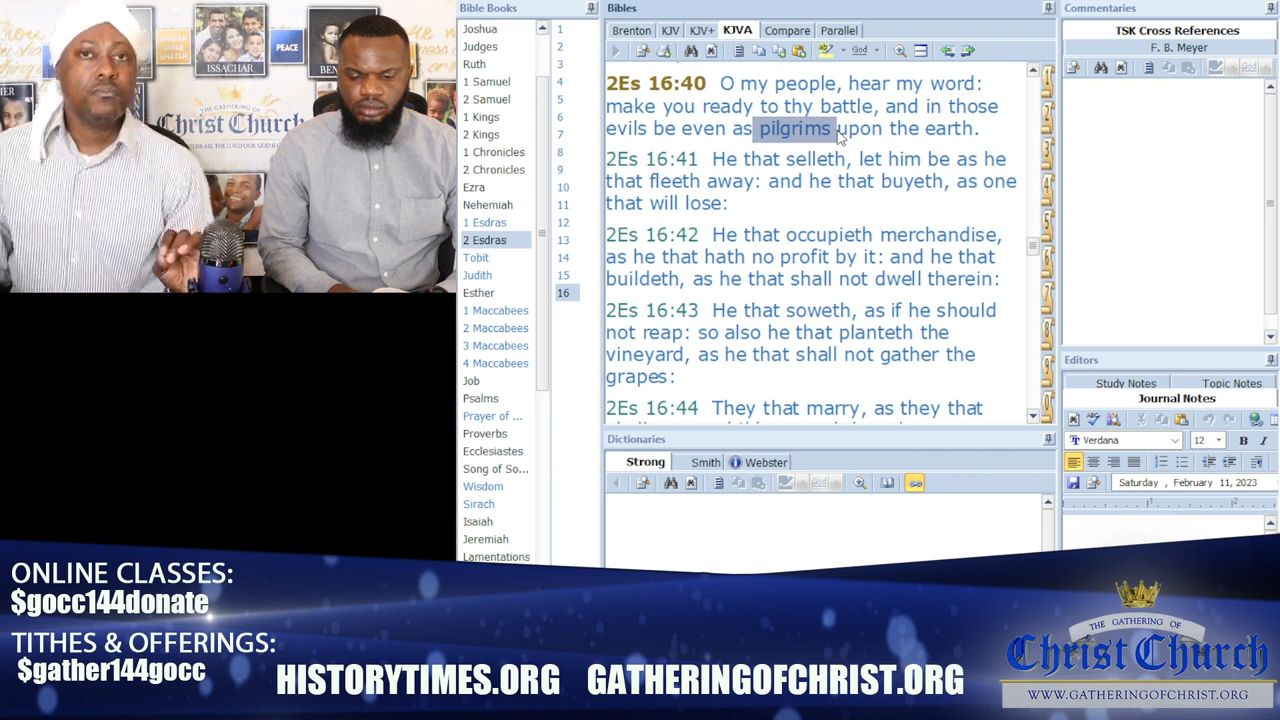 ISSACHAR
PEACE
BEN
THE GATHERING OF
Christ Church
Bible Books
Joshua
Judges
Ruth
1 Samuel
2 Samuel
1 Kings
2 Kings
1 Chronicles
2 Chronicles
Ezra
Nehemiah
1 Esdras
2 Esdras
Tobit
Judith
Esther
1 Maccabees
2 Maccabees
3 Maccabees
4 Maccabees
Job
Psalms
Prayer of ...
Proverbs
Ecclesiastes
Song of So...
Wisdom
Sirach
Isaiah
Jeremiah
Lamentations
1
2
3
4
5
6
7
8
9
10
11
12
13
14
15
16
Bibles
Brenton KJV KJV+ KJVA Compare Parallel
God
2Es 16:40 O my people, hear my word:
make you ready to thy battle, and in those
evils be even as pilgrims upon the earth.
2Es 16:41 He that selleth, let him be as he
that fleeth away: and he that buyeth, as one
that will lose:
2Es 16:42 He that occupieth merchandise,
as he that hath no profit by it: and he that
buildeth, as he that shall not dwell therein:
2Es 16:43 He that soweth, as if he should
not reap: so also he that planteth the
vineyard, as he that shall not gather the
grapes:
2Es 16:44 They that marry, as they that
Dictionaries
Strong Smith Webster
Commentaries
TSK Cross References
F. B. Meyer
Editors
Study Notes Topic Notes
Journal Notes
Verdana 12 B I
Saturday , February 11, 2023
1 2
ONLINE CLASSES:
$gocc144donate
TITHES & OFFERINGS:
$gather144gocc
HISTORYTIMES.ORG GATHERINGOFCHRIST.ORG
THE GATHERING OF
Christ Church
WWW.GATHERINGOFCHRIST.ORG